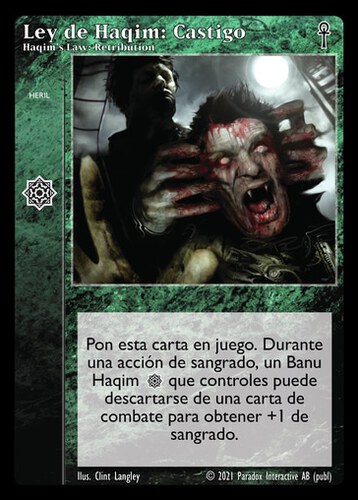 Ley de Haqim: Castigo
Haqim's Law: Retribution
HERIL
Pon esta carta en juego. Durante
una acción de sangrado, un Banu
Haqim que controles puede
descartarse de una carta de
combate para obtener +1 de
sangrado.
Ilus. Clint Langley © 2021 Paradox Interactive AB (publ)